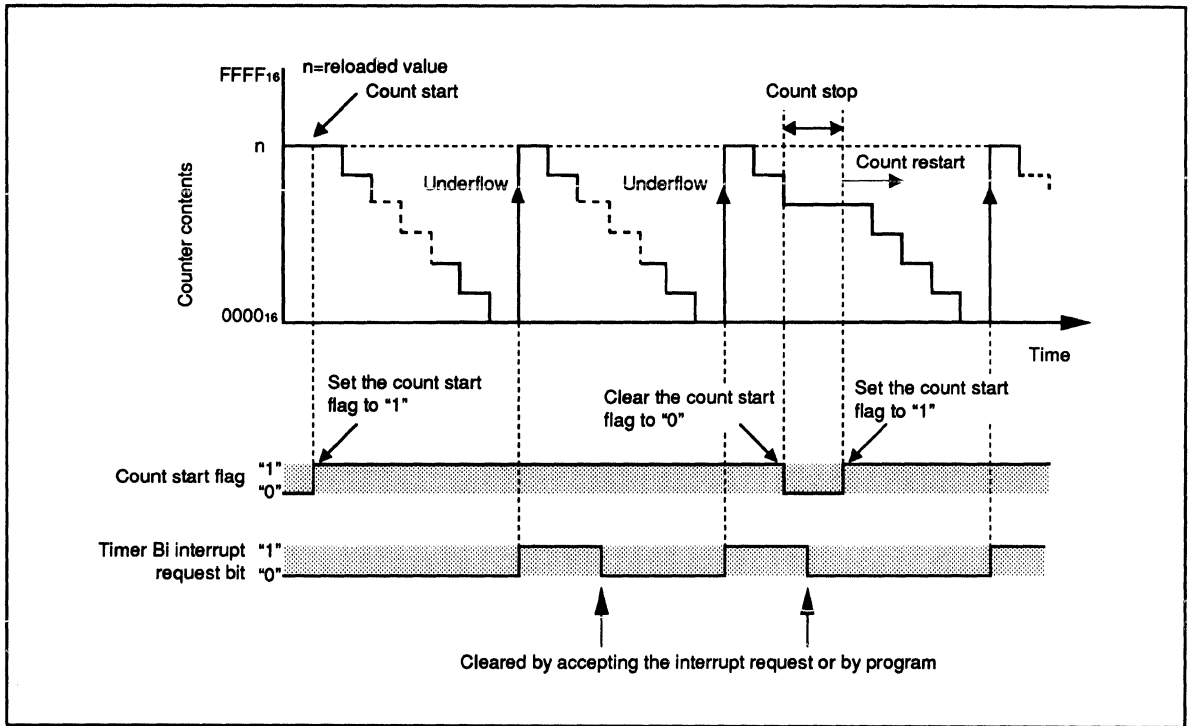 n=reloaded value
FFFF16
Count start
Count stop
n
Count restart
Underflow
Underflow
Counter contents
000016
Time
Set the count start
flag to “1”
Clear the count start
flag to “0”
Set the count start
flag to “1”
Count start flag “1”
“0”
Timer Bi interrupt “1”
request bit “0”
Cleared by accepting the interrupt request or by program